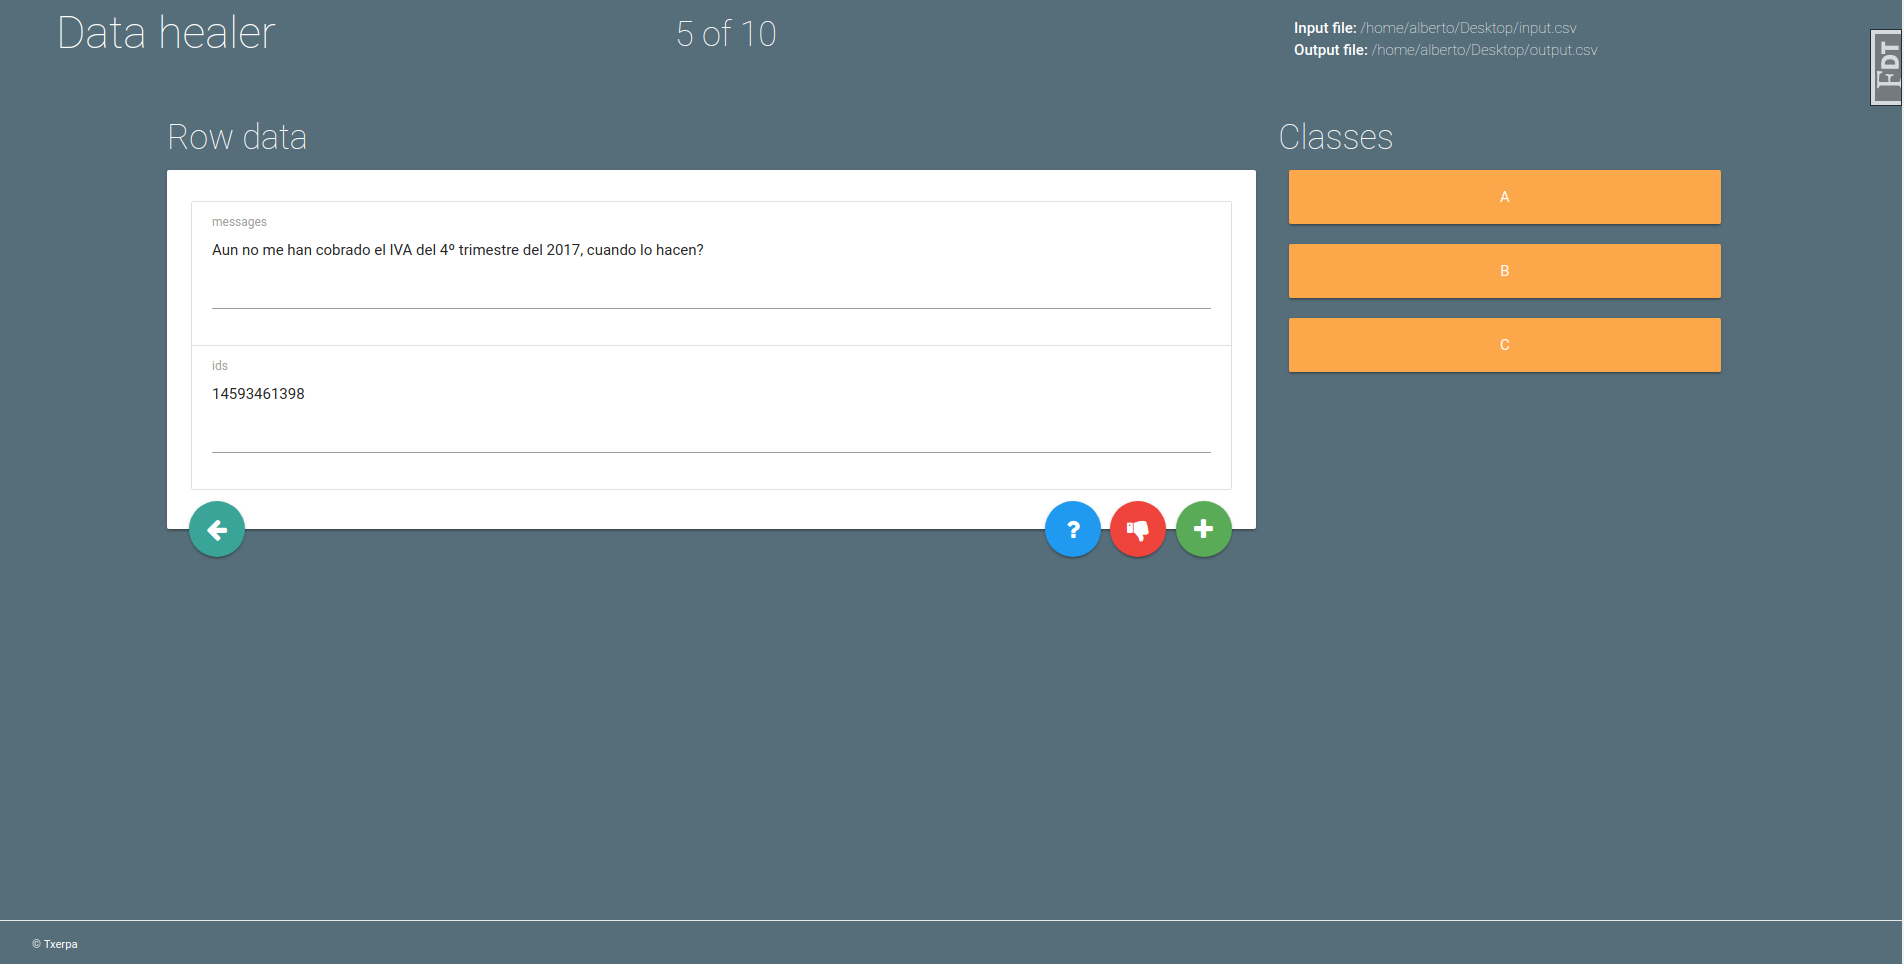 Data healer
5 of 10
Input file: /home/alberto/Desktop/input.csv
Output file: /home/alberto/Desktop/output.csv
FDT
Row data
Classes
messages
Aun no me han cobrado el IVA del 4º trimestre del 2017, cuando lo hacen?
ids
14593461398
A
B
C
?
© Txerpa